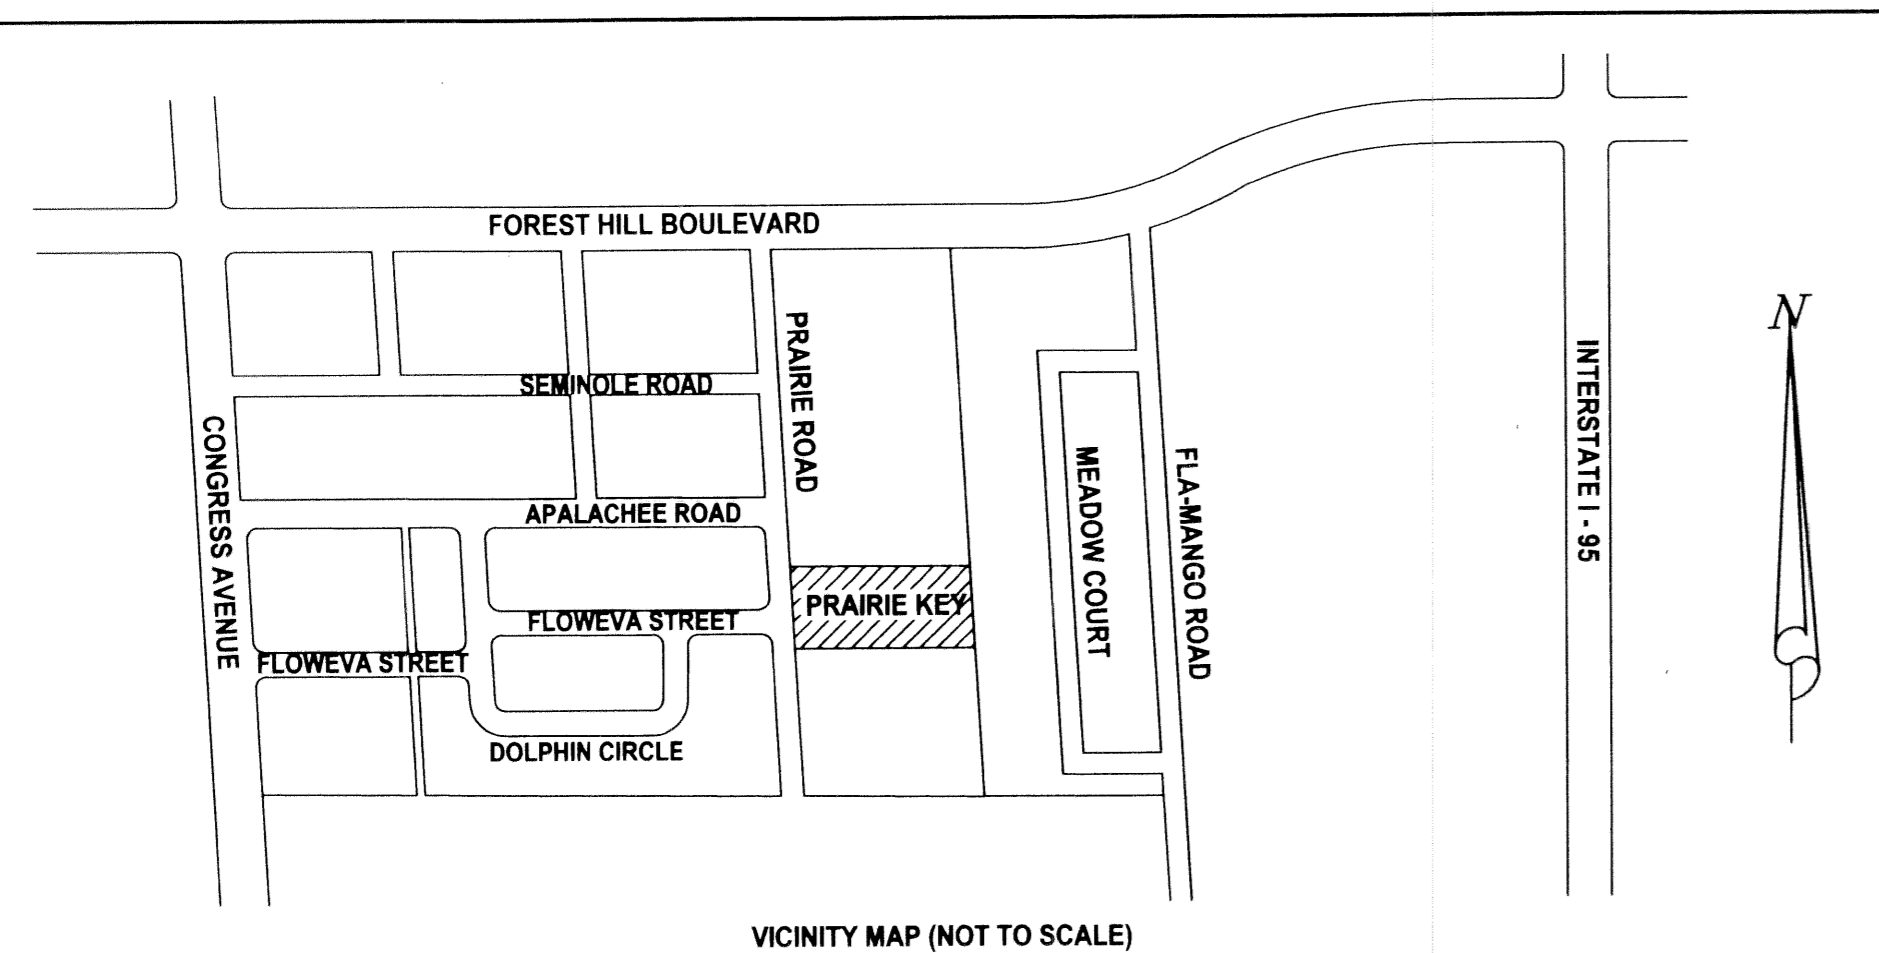 FOREST HILL BOULEVARD
N
PRAIRIE ROAD
INTERSTATE I - 95
SEMINOLE ROAD
CONGRESS AVENUE
MEADOW COURT
FLA-MANGO ROAD
APALACHEE ROAD
PRAIRIE KEY
FLOWEVA STREET
FLOWEVA STREET
DOLPHIN CIRCLE
VICINITY MAP (NOT TO SCALE)